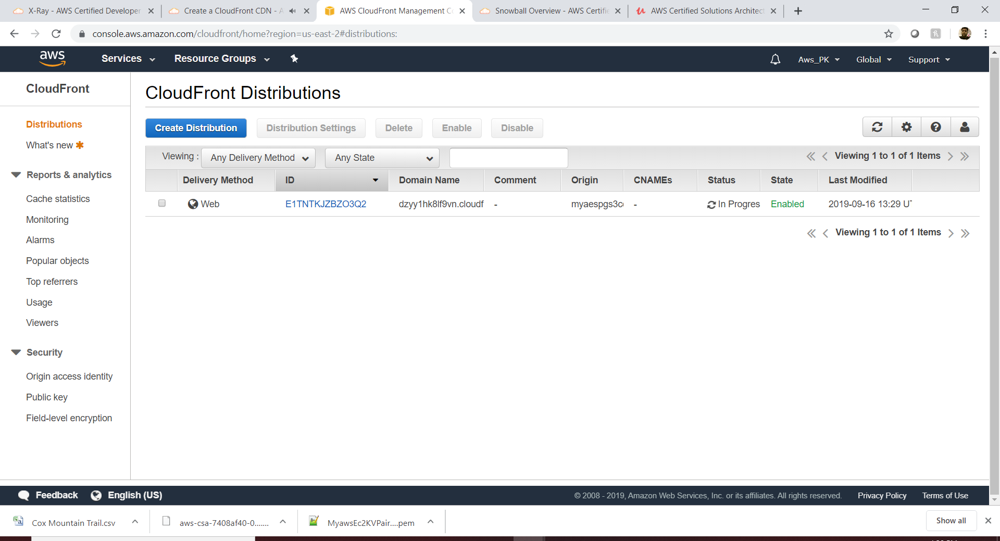 X-Ray - AWS Certified Developer
Create a CloudFront CDN - A
AWS CloudFront Management Co
Snowball Overview - AWS Certifie
AWS Certified Solutions Architect
console.aws.amazon.com/cloudfront/home?region=us-east-2#distributions:
aws
Services
Resource Groups
Aws_PK
Global
Support
CloudFront
Distributions
What's new
Reports & analytics
Cache statistics
Monitoring
Alarms
Popular objects
Top referrers
Usage
Viewers
Security
Origin access identity
Public key
Field-level encryption
CloudFront Distributions
Create Distribution
Distribution Settings
Delete
Enable
Disable
Viewing :
Any Delivery Method
Any State
Viewing 1 to 1 of 1 Items
Delivery Method
ID
Domain Name
Comment
Origin
CNAMEs
Status
State
Last Modified
Web
E1TNTKJZBZO3Q2
dzyy1hk8lf9vn.cloudf
-
myaespgs3c
-
In Progres
Enabled
2019-09-16 13:29 UT
Viewing 1 to 1 of 1 Items
Feedback
English (US)
© 2008 - 2019, Amazon Web Services, Inc. or its affiliates. All rights reserved.
Privacy Policy
Terms of Use
Cox Mountain Trail.csv
aws-csa-7408af40-0.......
MyawsEc2KVPair....pem
Show all